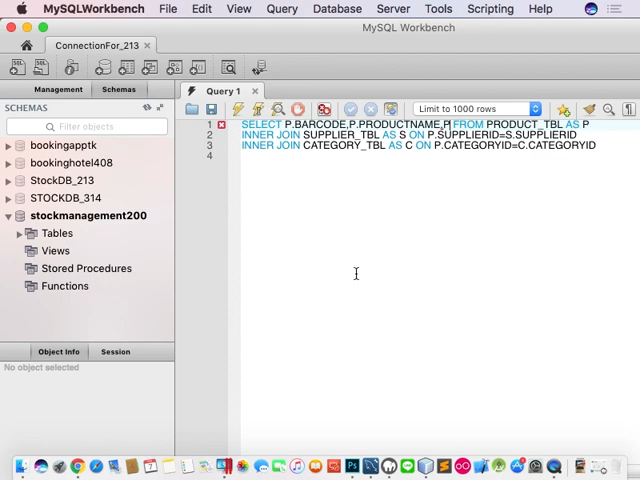 MySQLWorkbench File Edit View Query Database Server Tools Scripting Help
MySQL Workbench
ConnectionFor_213
Management Schemas
Query 1
SCHEMAS
Limit to 1000 rows
Filter objects
bookingapptk
bookinghotel408
StockDB_213
STOCKDB_314
stockmanagement200
Tables
Views
Stored Procedures
Functions
1 SELECT P.BARCODE,P.PRODUCTNAME,P FROM PRODUCT_TBL AS P
2 INNER JOIN SUPPLIER_TBL AS S ON P.SUPPLIERID=S.SUPPLIERID
3 INNER JOIN CATEGORY_TBL AS C ON P.CATEGORYID=C.CATEGORYID
4
Object Info Session
No object selected